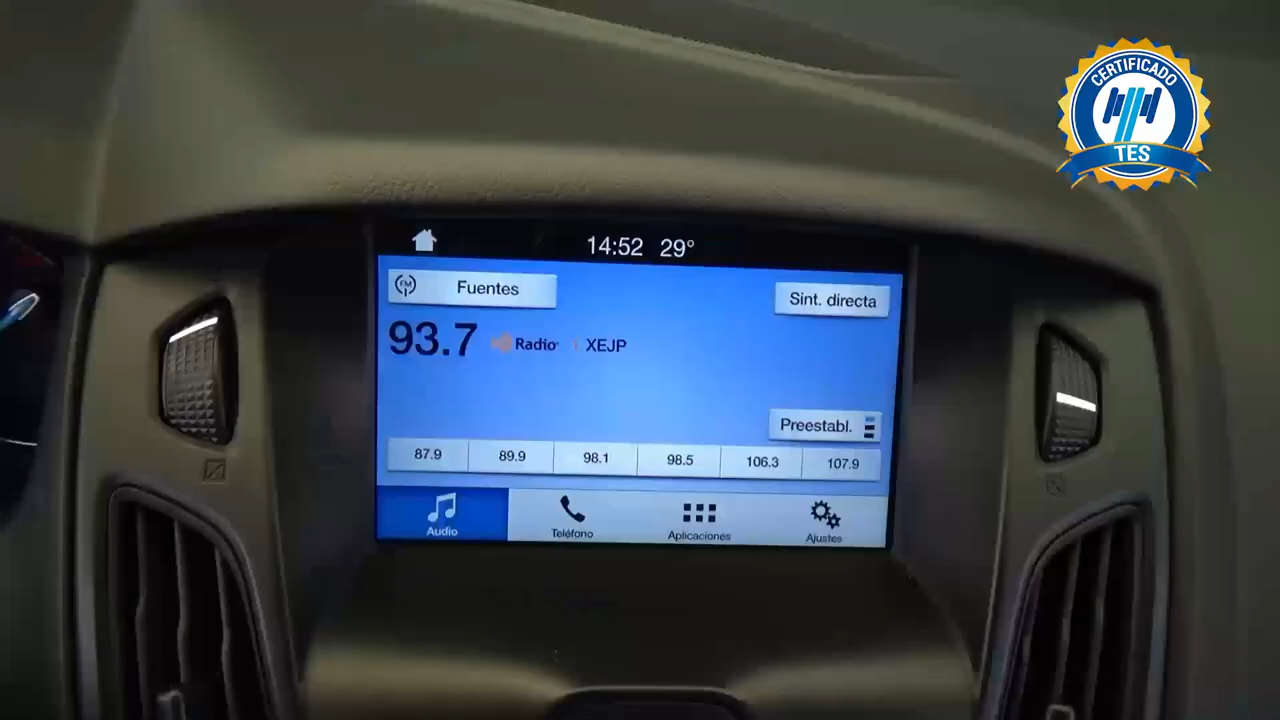 CERTIFICADO
TES
14:52 29°
FM
Fuentes
Sint. directa
93.7
Radio
XEJP
Preestabl.
87.9 89.9 98.1 98.5 106.3 107.9
Audio
Teléfono
Aplicaciones
Ajustes